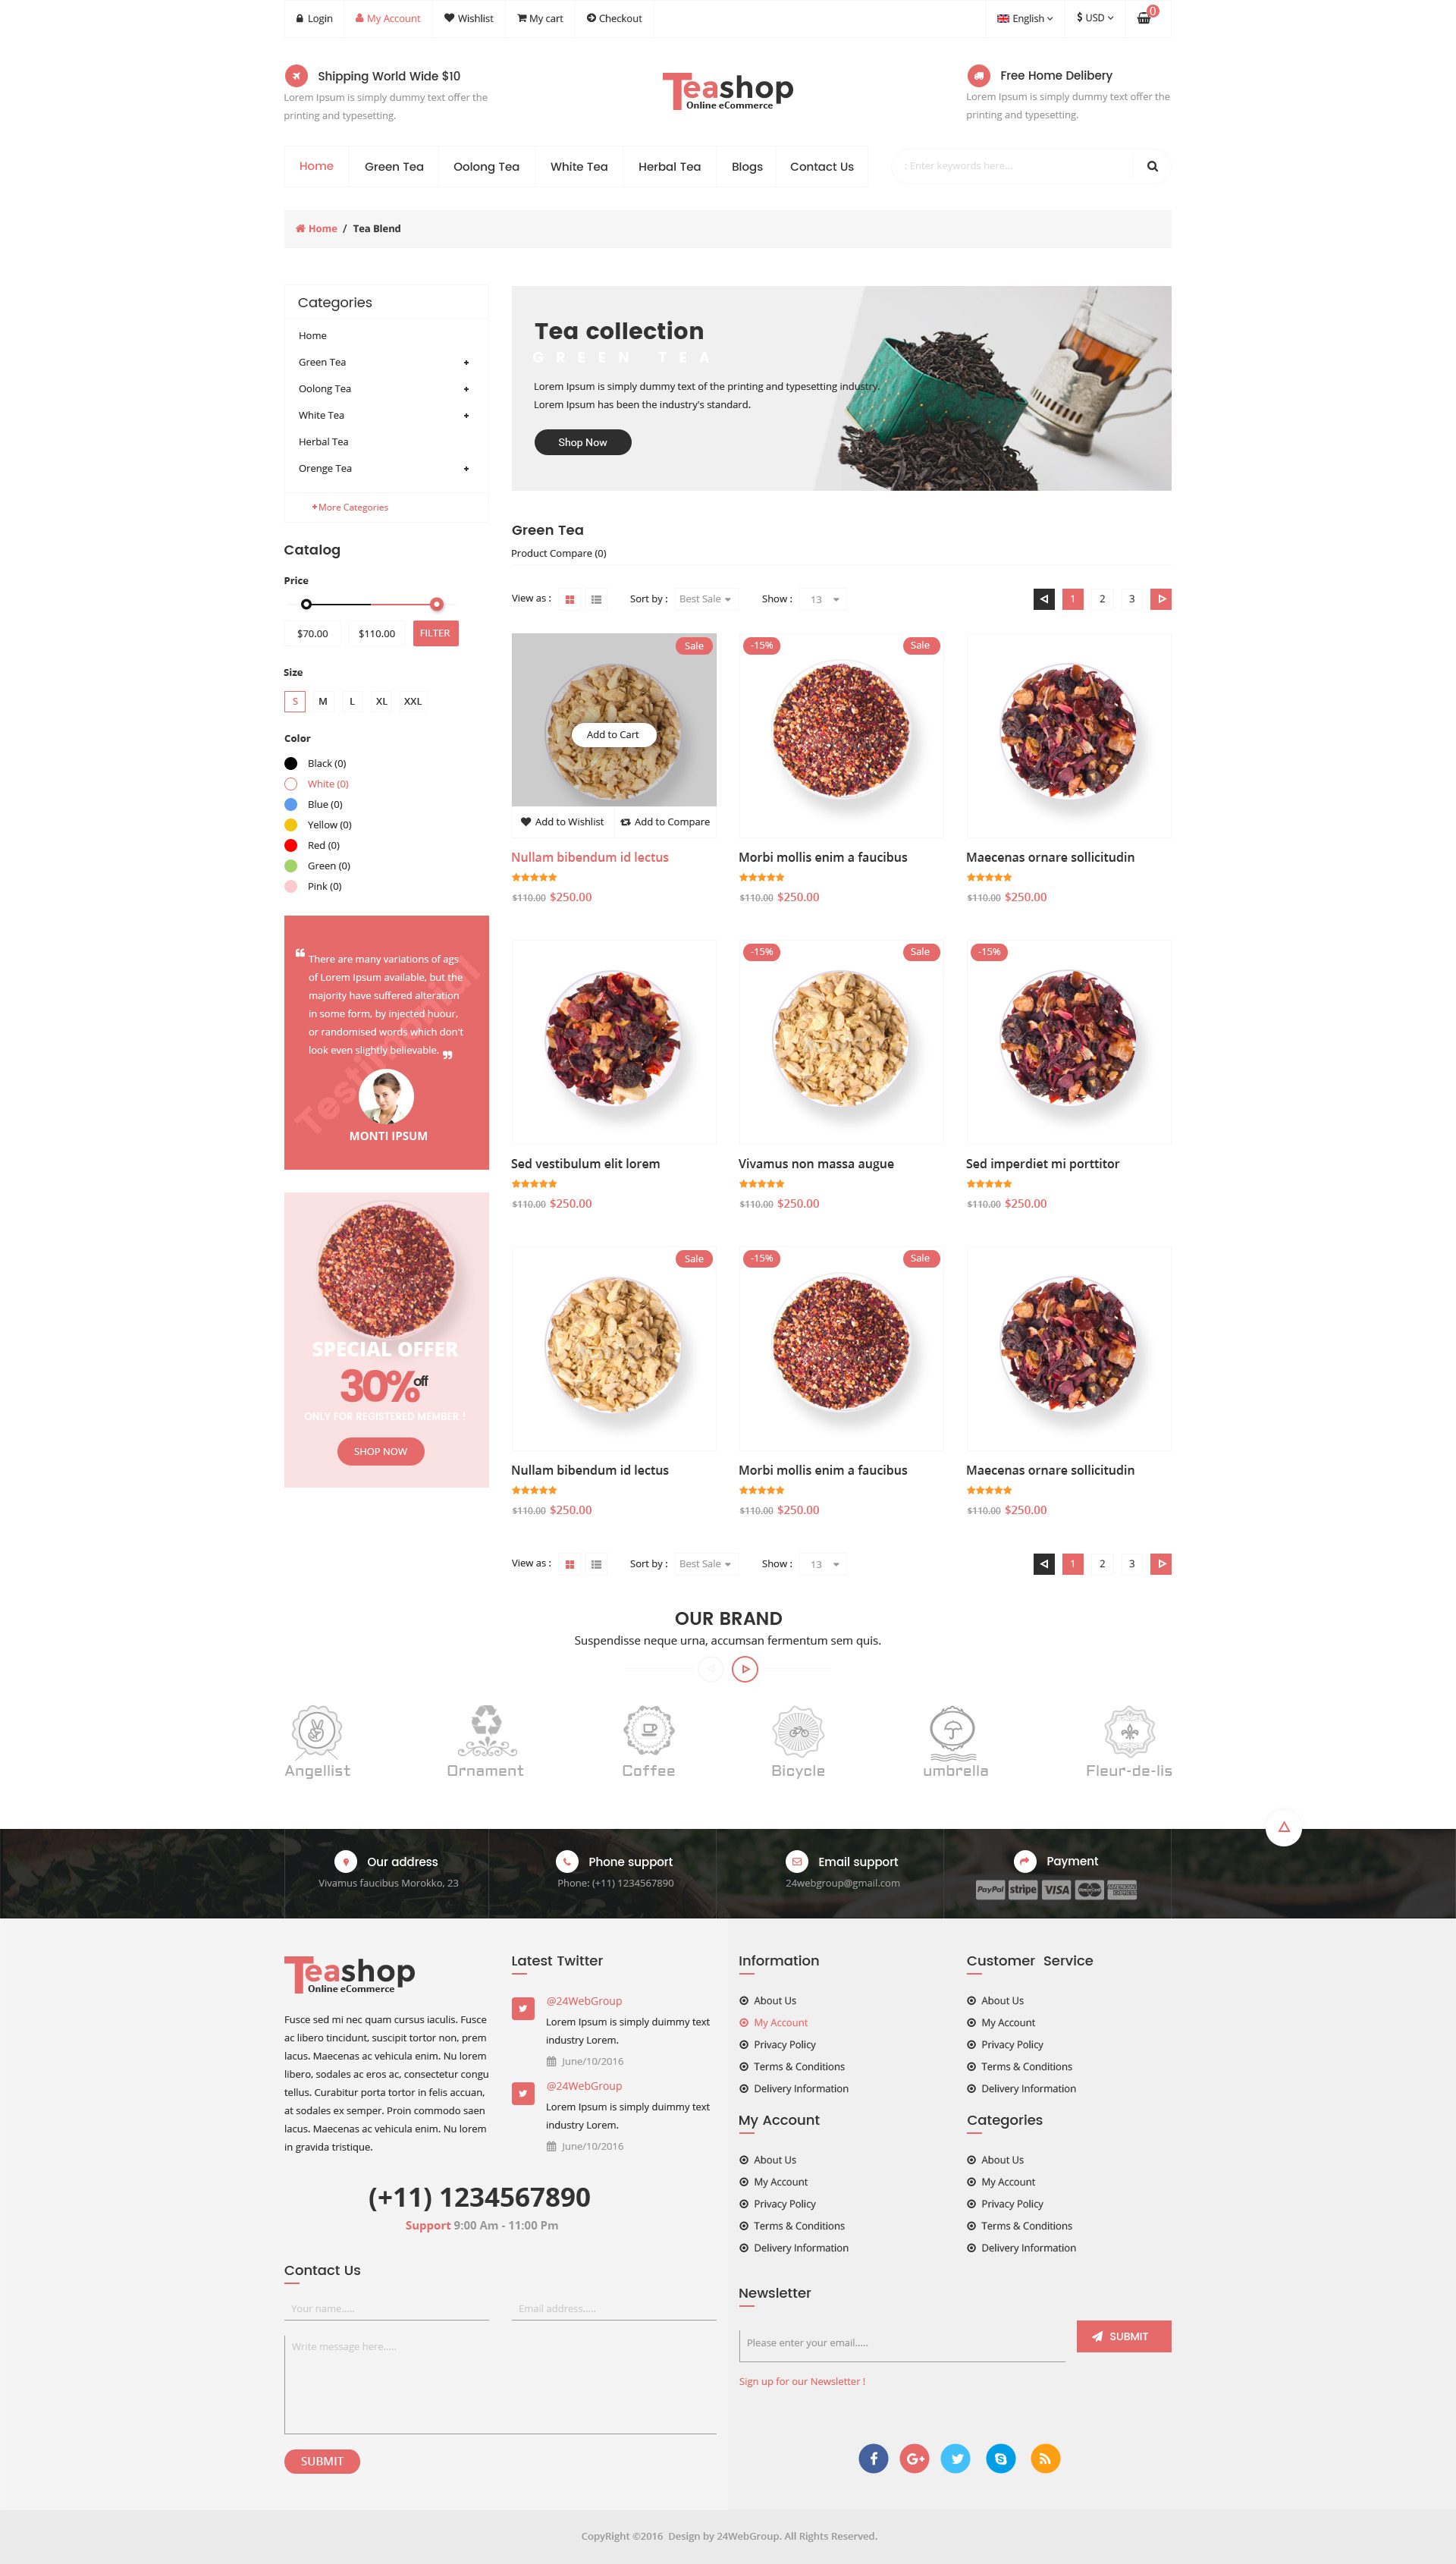 Login
My Account
Wishlist
My cart
Checkout
English
$ USD
0
Shipping World Wide $10
Lorem Ipsum is simply dummy text offer the
printing and typesetting.
Teashop
Online eCommerce
Free Home Delibery
Lorem Ipsum is simply dummy text offer the
printing and typesetting.
Home
Green Tea
Oolong Tea
White Tea
Herbal Tea
Blogs
Contact Us
: Enter keywords here...
Home / Tea Blend
Categories
Home
Green Tea +
Oolong Tea +
White Tea +
Herbal Tea
Orenge Tea +
+More Categories
Catalog
Price
$70.00
$110.00
FILTER
Size
S M L XL XXL
Color
Black (0)
White (0)
Blue (0)
Yellow (0)
Red (0)
Green (0)
Pink (0)
Testimonial
There are many variations of ags
of Lorem Ipsum available, but the
majority have suffered alteration
in some form, by injected huour,
or randomised words which don't
look even slightly believable.
MONTI IPSUM
SPECIAL OFFER
30% off
ONLY FOR REGISTERED MEMBER !
SHOP NOW
Tea collection
GREEN TEA
Lorem Ipsum is simply dummy text of the printing and typesetting industry.
Lorem Ipsum has been the industry's standard.
Shop Now
Green Tea
Product Compare (0)
View as :
Sort by : Best Sale
Show : 13
1 2 3
Sale
Add to Cart
Add to Wishlist
Add to Compare
Nullam bibendum id lectus
$110.00 $250.00
-15%
Sale
Morbi mollis enim a faucibus
$110.00 $250.00
Maecenas ornare sollicitudin
$110.00 $250.00
Sed vestibulum elit lorem
$110.00 $250.00
-15%
Sale
Vivamus non massa augue
$110.00 $250.00
-15%
Sed imperdiet mi porttitor
$110.00 $250.00
Sale
Nullam bibendum id lectus
$110.00 $250.00
-15%
Sale
Morbi mollis enim a faucibus
$110.00 $250.00
Maecenas ornare sollicitudin
$110.00 $250.00
View as :
Sort by : Best Sale
Show : 13
1 2 3
OUR BRAND
Suspendisse neque urna, accumsan fermentum sem quis.
Angellist
Ornament
Coffee
Bicycle
umbrella
Fleur-de-lis
Our address
Vivamus faucibus Morokko, 23
Phone support
Phone: (+11) 1234567890
Email support
24webgroup@gmail.com
Payment
PayPal stripe VISA MasterCard AMERICAN EXPRESS
Teashop
Online eCommerce
Fusce sed mi nec quam cursus iaculis. Fusce
ac libero tincidunt, suscipit tortor non, prem
lacus. Maecenas ac vehicula enim. Nu lorem
libero, sodales ac eros ac, consectetur congu
tellus. Curabitur porta tortor in felis accuan,
at sodales ex semper. Proin commodo saen
lacus. Maecenas ac vehicula enim. Nu lorem
in gravida tristique.
Latest Twitter
@24WebGroup
Lorem Ipsum is simply duimmy text
industry Lorem.
June/10/2016
@24WebGroup
Lorem Ipsum is simply duimmy text
industry Lorem.
June/10/2016
(+11) 1234567890
Support 9:00 Am - 11:00 Pm
Contact Us
Your name.....
Email address.....
Write message here.....
SUBMIT
Information
About Us
My Account
Privacy Policy
Terms & Conditions
Delivery Information
Customer Service
About Us
My Account
Privacy Policy
Terms & Conditions
Delivery Information
My Account
About Us
My Account
Privacy Policy
Terms & Conditions
Delivery Information
Categories
About Us
My Account
Privacy Policy
Terms & Conditions
Delivery Information
Newsletter
Please enter your email.....
SUBMIT
Sign up for our Newsletter !
CopyRight ©2016 Design by 24WebGroup. All Rights Reserved.